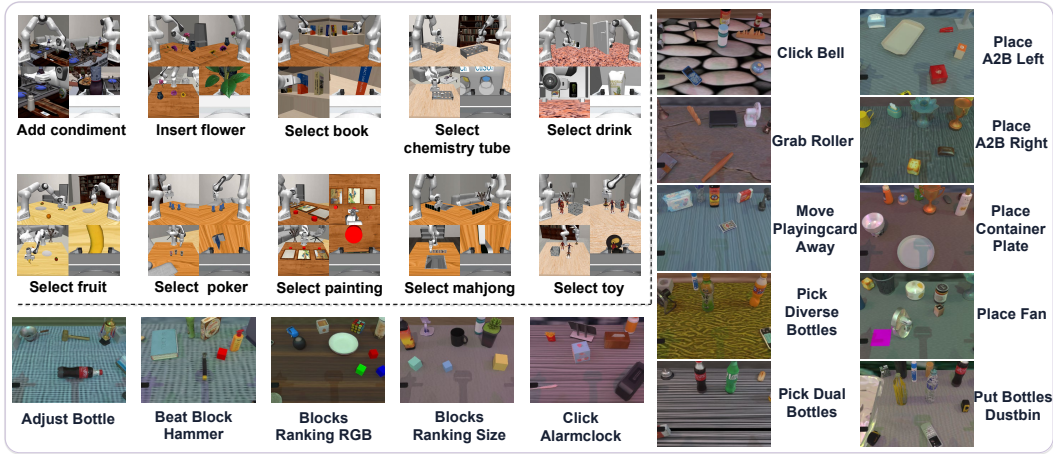 Add condiment
Insert flower
Select book
Select
chemistry tube
Select drink
Select fruit
Select poker
Select painting
Select mahjong
Select toy
Adjust Bottle
Beat Block
Hammer
Blocks
Ranking RGB
Blocks
Ranking Size
Click
Alarmclock
Click Bell
Place
A2B Left
Grab Roller
Place
A2B Right
Move
Playingcard
Away
Place
Container
Plate
Pick
Diverse
Bottles
Place Fan
Pick Dual
Bottles
Put Bottles
Dustbin